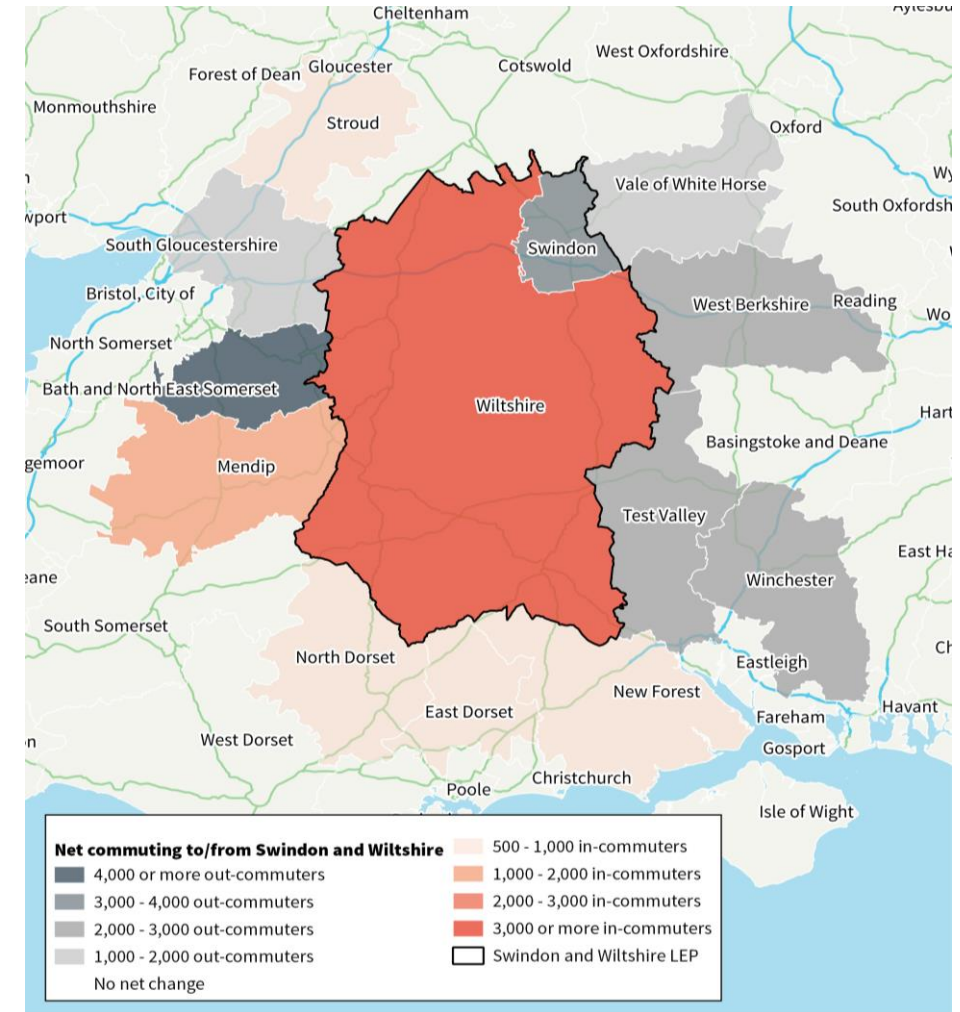 Cheltenham
West Oxfordshire
Gloucester
Cotswold
Forest of Dean
Monmouthshire
Stroud
Oxford
Vale of White Horse
South Oxfordsh
wport
South Gloucestershire
Swindon
Bristol, City of
West Berkshire
Reading
Wo
North Somerset
Bath and North East Somerset
Wiltshire
Hart
Basingstoke and Deane
gemoor
Mendip
Test Valley
East Ha
eane
Winchester
South Somerset
Ch
North Dorset
Eastleigh
New Forest
East Dorset
Havant
Fareham
West Dorset
Gosport
Christchurch
Poole
Isle of Wight
Net commuting to/from Swindon and Wiltshire
4,000 or more out-commuters
3,000 - 4,000 out-commuters
2,000 - 3,000 out-commuters
1,000 - 2,000 out-commuters
No net change
500 - 1,000 in-commuters
1,000 - 2,000 in-commuters
2,000 - 3,000 in-commuters
3,000 or more in-commuters
Swindon and Wiltshire LEP